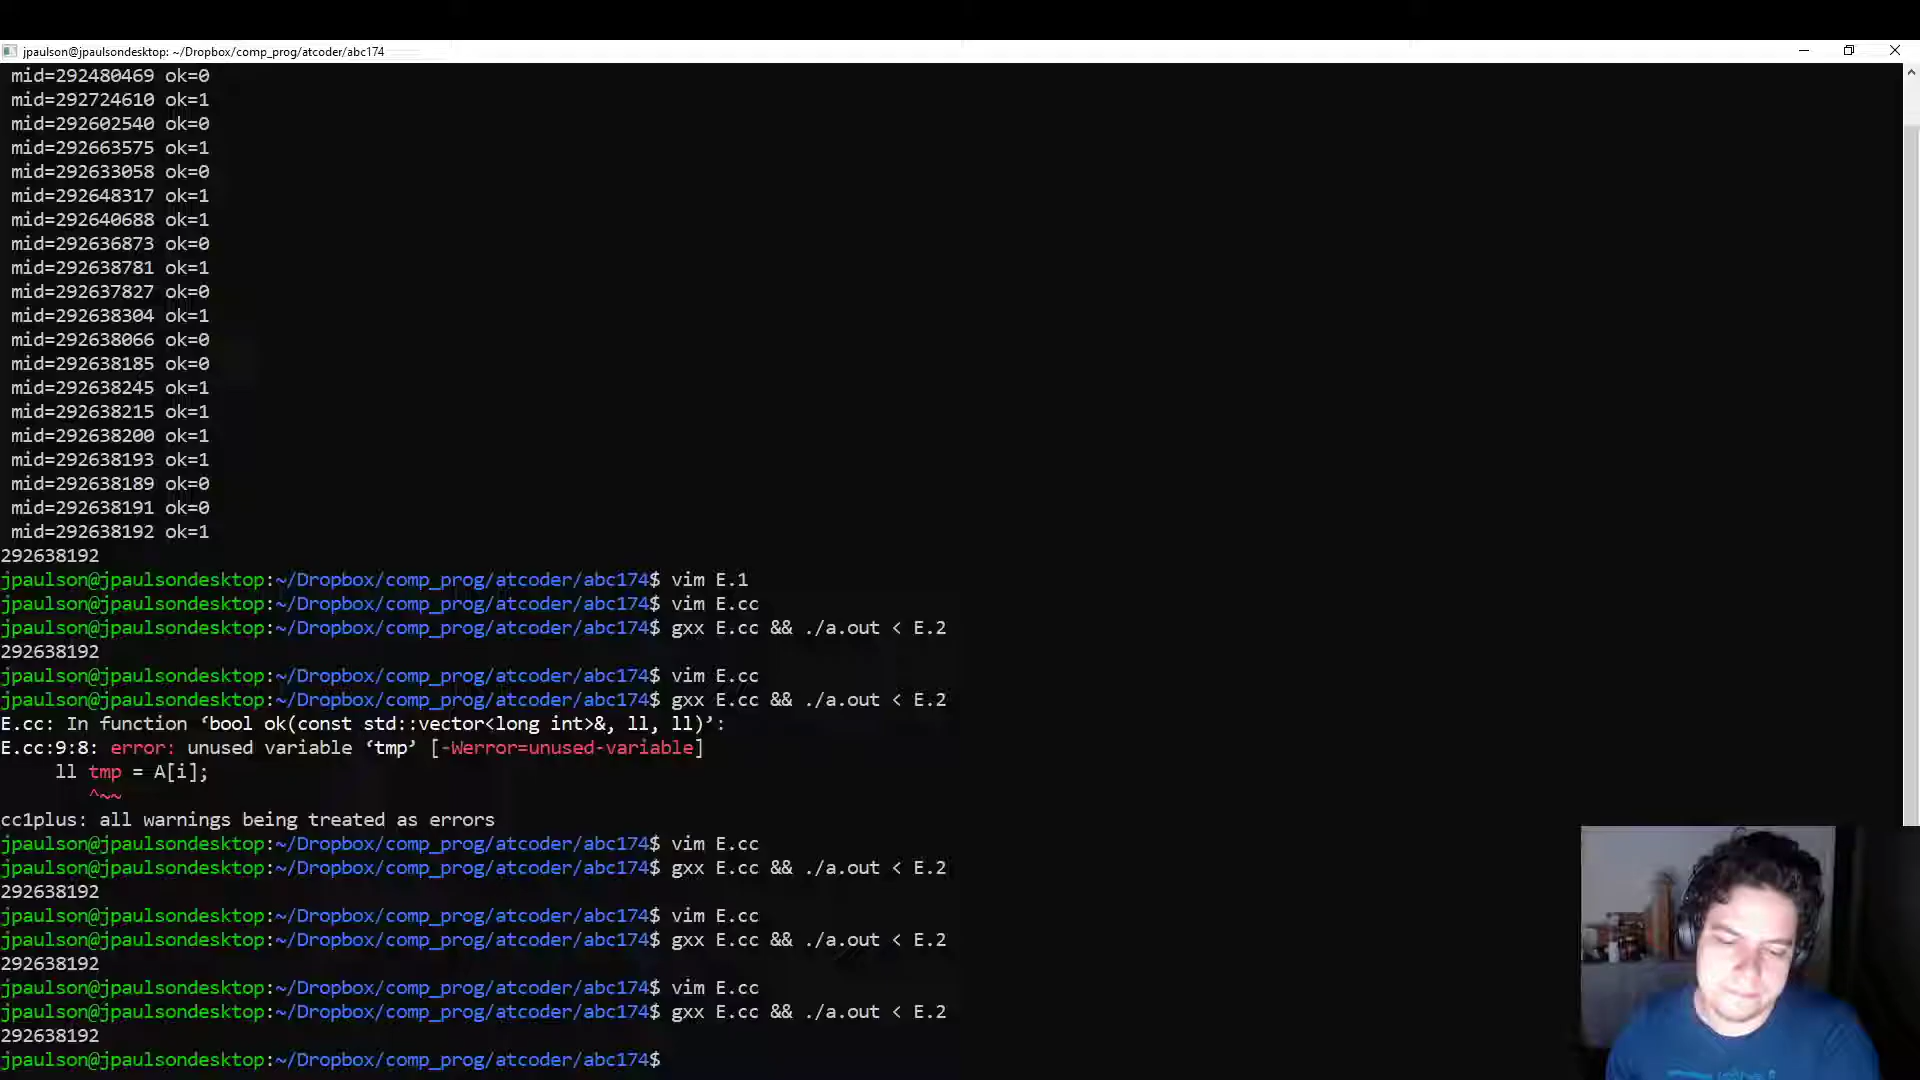 jpaulson@jpaulsondesktop: ~/Dropbox/comp_prog/atcoder/abc174
mid=292480469 ok=0
mid=292724610 ok=1
mid=292602540 ok=0
mid=292663575 ok=1
mid=292633058 ok=0
mid=292648317 ok=1
mid=292640688 ok=1
mid=292636873 ok=0
mid=292638781 ok=1
mid=292637827 ok=0
mid=292638304 ok=1
mid=292638066 ok=0
mid=292638185 ok=0
mid=292638245 ok=1
mid=292638215 ok=1
mid=292638200 ok=1
mid=292638193 ok=1
mid=292638189 ok=0
mid=292638191 ok=0
mid=292638192 ok=1
292638192
jpaulson@jpaulsondesktop:~/Dropbox/comp_prog/atcoder/abc174$ vim E.1
jpaulson@jpaulsondesktop:~/Dropbox/comp_prog/atcoder/abc174$ vim E.cc
jpaulson@jpaulsondesktop:~/Dropbox/comp_prog/atcoder/abc174$ gxx E.cc && ./a.out < E.2
292638192
jpaulson@jpaulsondesktop:~/Dropbox/comp_prog/atcoder/abc174$ vim E.cc
jpaulson@jpaulsondesktop:~/Dropbox/comp_prog/atcoder/abc174$ gxx E.cc && ./a.out < E.2
E.cc: In function ‘bool ok(const std::vector<long int>&, ll, ll)’:
E.cc:9:8: error: unused variable ‘tmp’ [-Werror=unused-variable]
ll tmp = A[i];
^~~
cc1plus: all warnings being treated as errors
jpaulson@jpaulsondesktop:~/Dropbox/comp_prog/atcoder/abc174$ vim E.cc
jpaulson@jpaulsondesktop:~/Dropbox/comp_prog/atcoder/abc174$ gxx E.cc && ./a.out < E.2
292638192
jpaulson@jpaulsondesktop:~/Dropbox/comp_prog/atcoder/abc174$ vim E.cc
jpaulson@jpaulsondesktop:~/Dropbox/comp_prog/atcoder/abc174$ gxx E.cc && ./a.out < E.2
292638192
jpaulson@jpaulsondesktop:~/Dropbox/comp_prog/atcoder/abc174$ vim E.cc
jpaulson@jpaulsondesktop:~/Dropbox/comp_prog/atcoder/abc174$ gxx E.cc && ./a.out < E.2
292638192
jpaulson@jpaulsondesktop:~/Dropbox/comp_prog/atcoder/abc174$